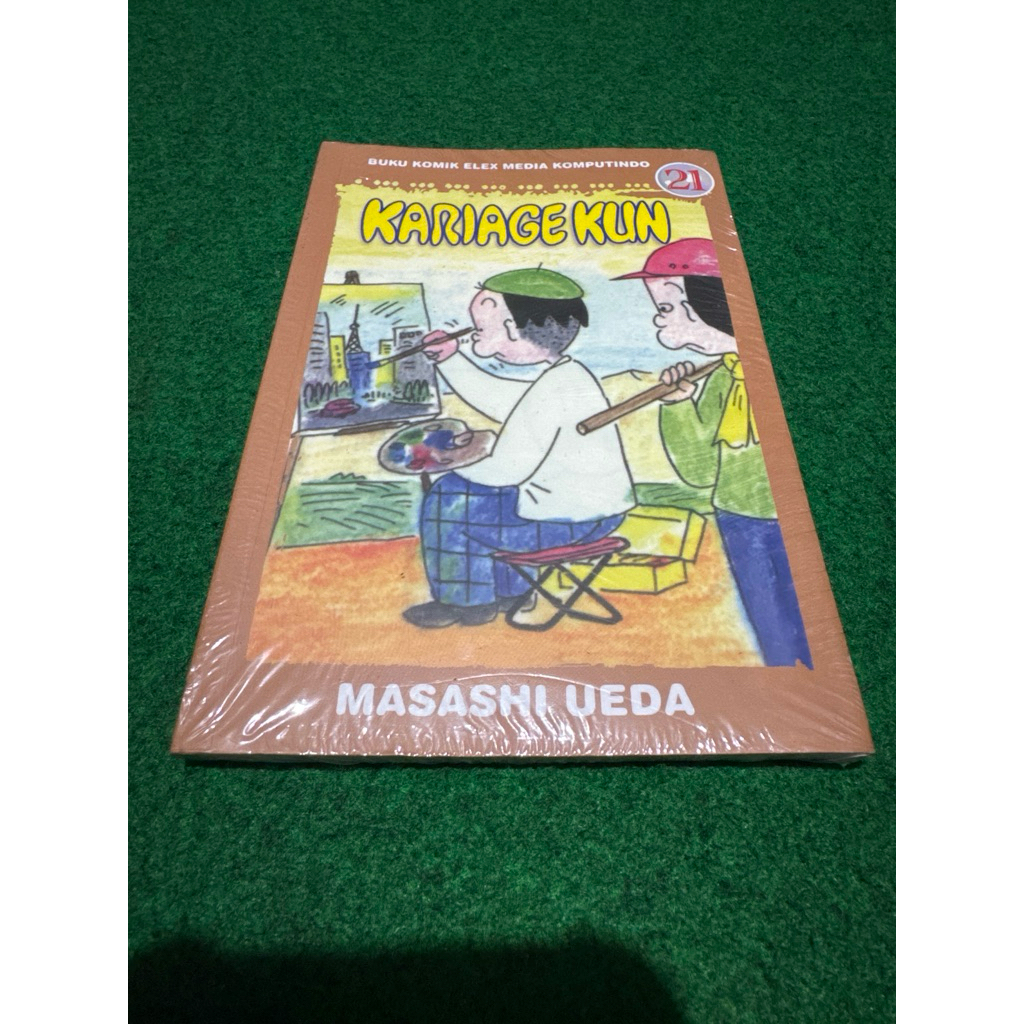 BUKU KOMIK ELEX MEDIA KOMPUTINDO
21
KARIAGE KUN
MASASHI UEDA